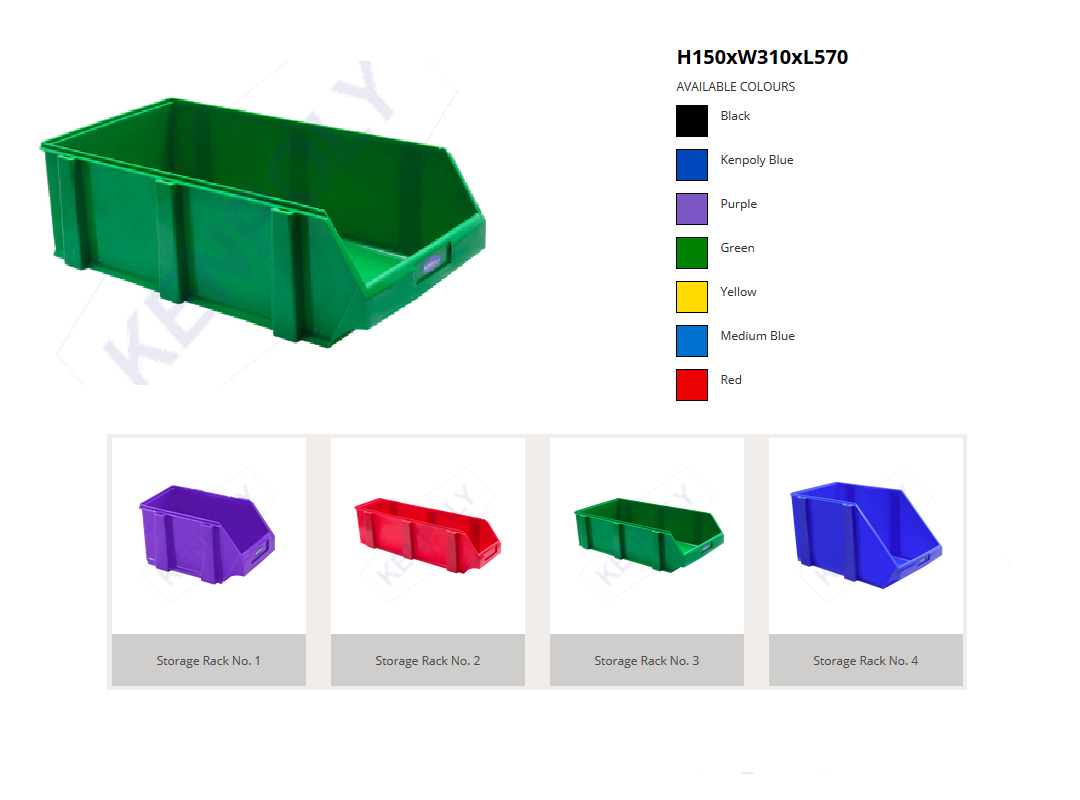 KENPOLY
H150xW310xL570
AVAILABLE COLOURS
Black
Kenpoly Blue
Purple
Green
Yellow
Medium Blue
Red
Storage Rack No. 1
Storage Rack No. 2
Storage Rack No. 3
Storage Rack No. 4